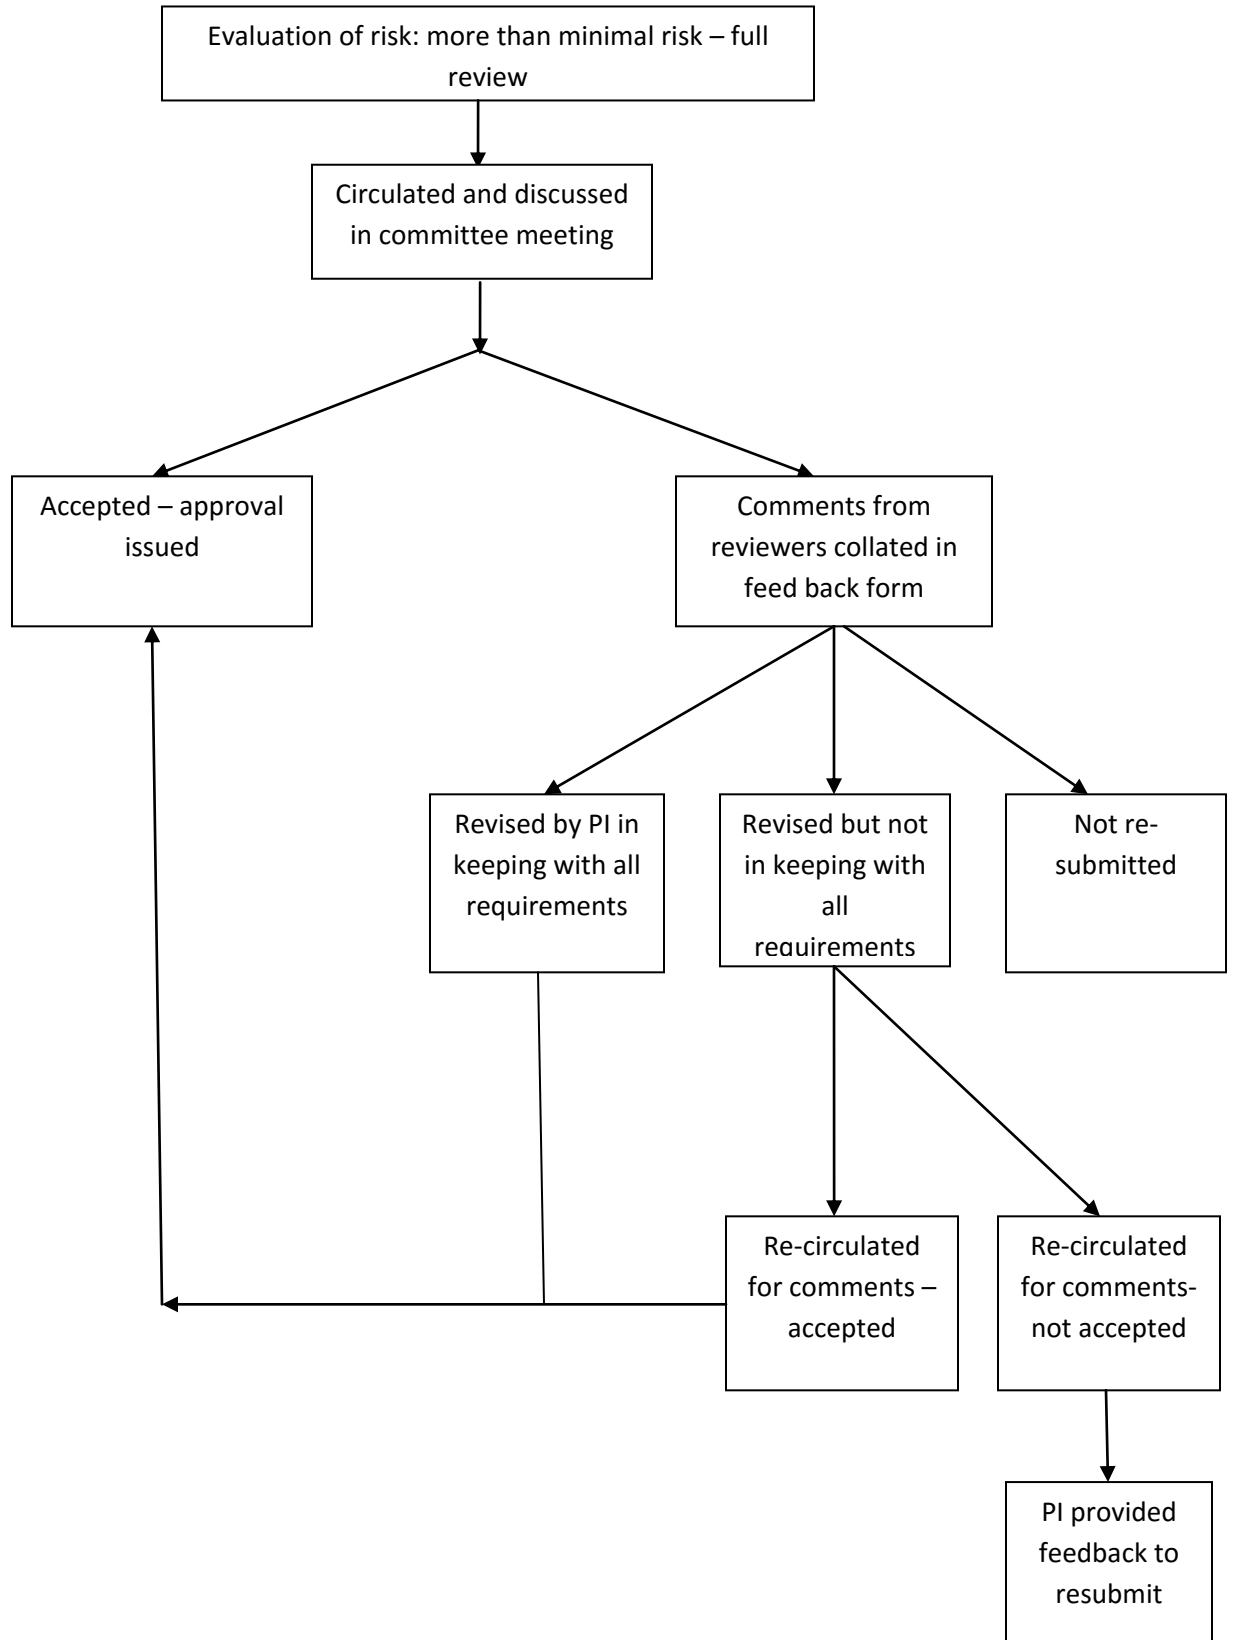 Evaluation of risk: more than minimal risk – full
review
Circulated and discussed
in committee meeting
Accepted – approval
issued
Comments from
reviewers collated in
feed back form
Revised by PI in
keeping with all
requirements
Revised but not
in keeping with
all
requirements
Not re-
submitted
Re-circulated
for comments –
accepted
Re-circulated
for comments-
not accepted
PI provided
feedback to
resubmit